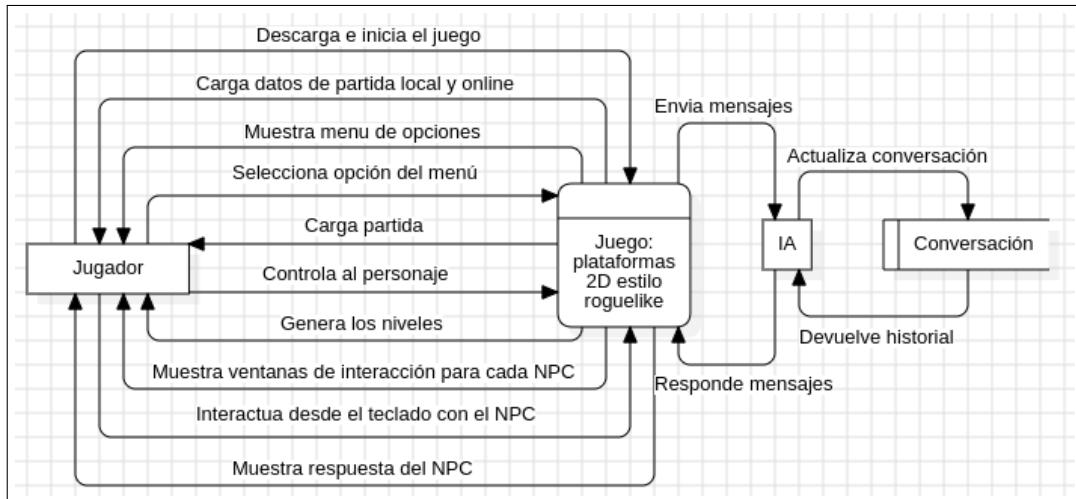 Descarga e inicia el juego
Carga datos de partida local y online
Envia mensajes
Muestra menu de opciones
Actualiza conversación
Selecciona opción del menú
Carga partida
Jugador
Juego:
plataformas
2D estilo
roguelike
IA
Conversación
Controla al personaje
Genera los niveles
Devuelve historial
Muestra ventanas de interacción para cada NPC
Responde mensajes
Interactua desde el teclado con el NPC
Muestra respuesta del NPC